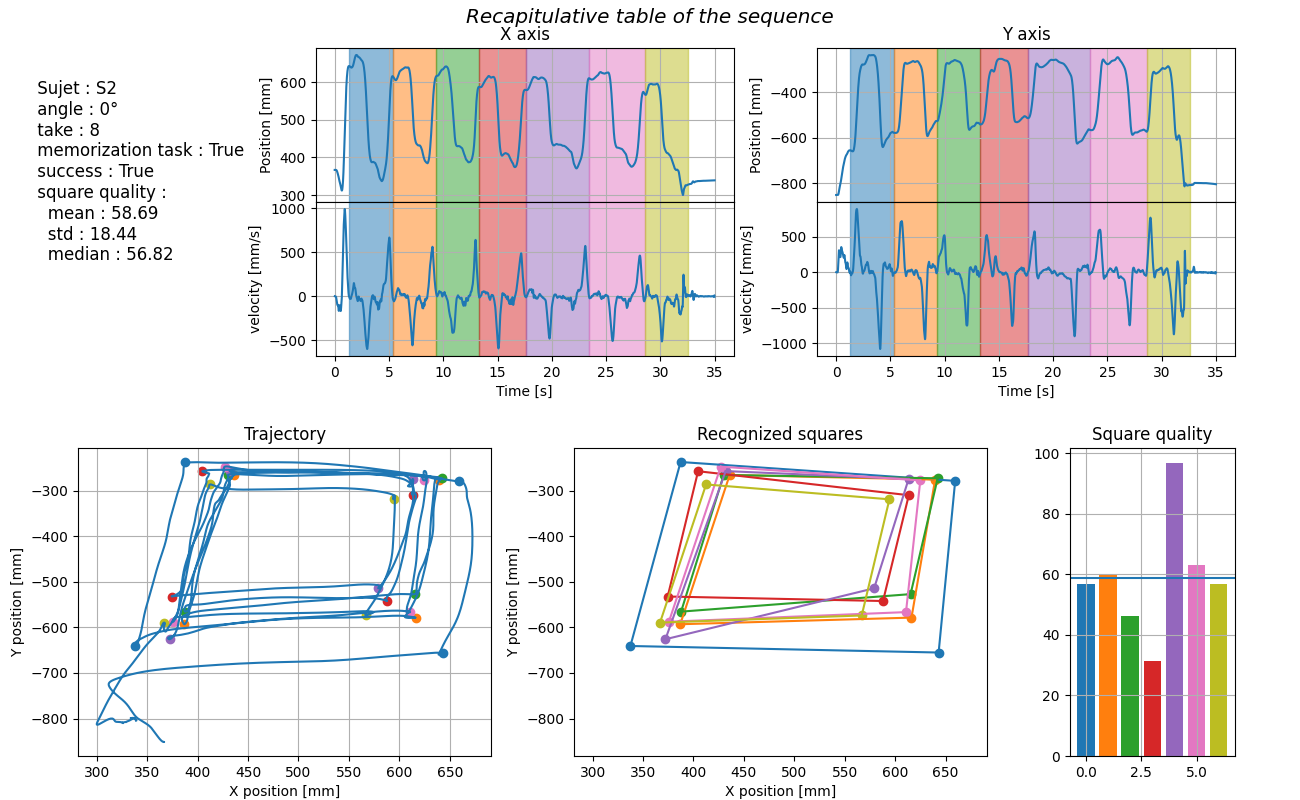 Recapitulative table of the sequence
Sujet : S2
angle : 0°
take : 8
memorization task : True
success : True
square quality :
mean : 58.69
std : 18.44
median : 56.82
X axis
Position [mm]
600
500
400
300
velocity [mm/s]
1000
500
0
−500
0 5 10 15 20 25 30 35
Time [s]
Y axis
Position [mm]
−400
−600
−800
velocity [mm/s]
500
0
−500
−1000
0 5 10 15 20 25 30 35
Time [s]
Trajectory
Y position [mm]
−300
−400
−500
−600
−700
−800
300 350 400 450 500 550 600 650
X position [mm]
Recognized squares
Y position [mm]
−300
−400
−500
−600
−700
−800
300 350 400 450 500 550 600 650
X position [mm]
Square quality
100
80
60
40
20
0
0.0 2.5 5.0